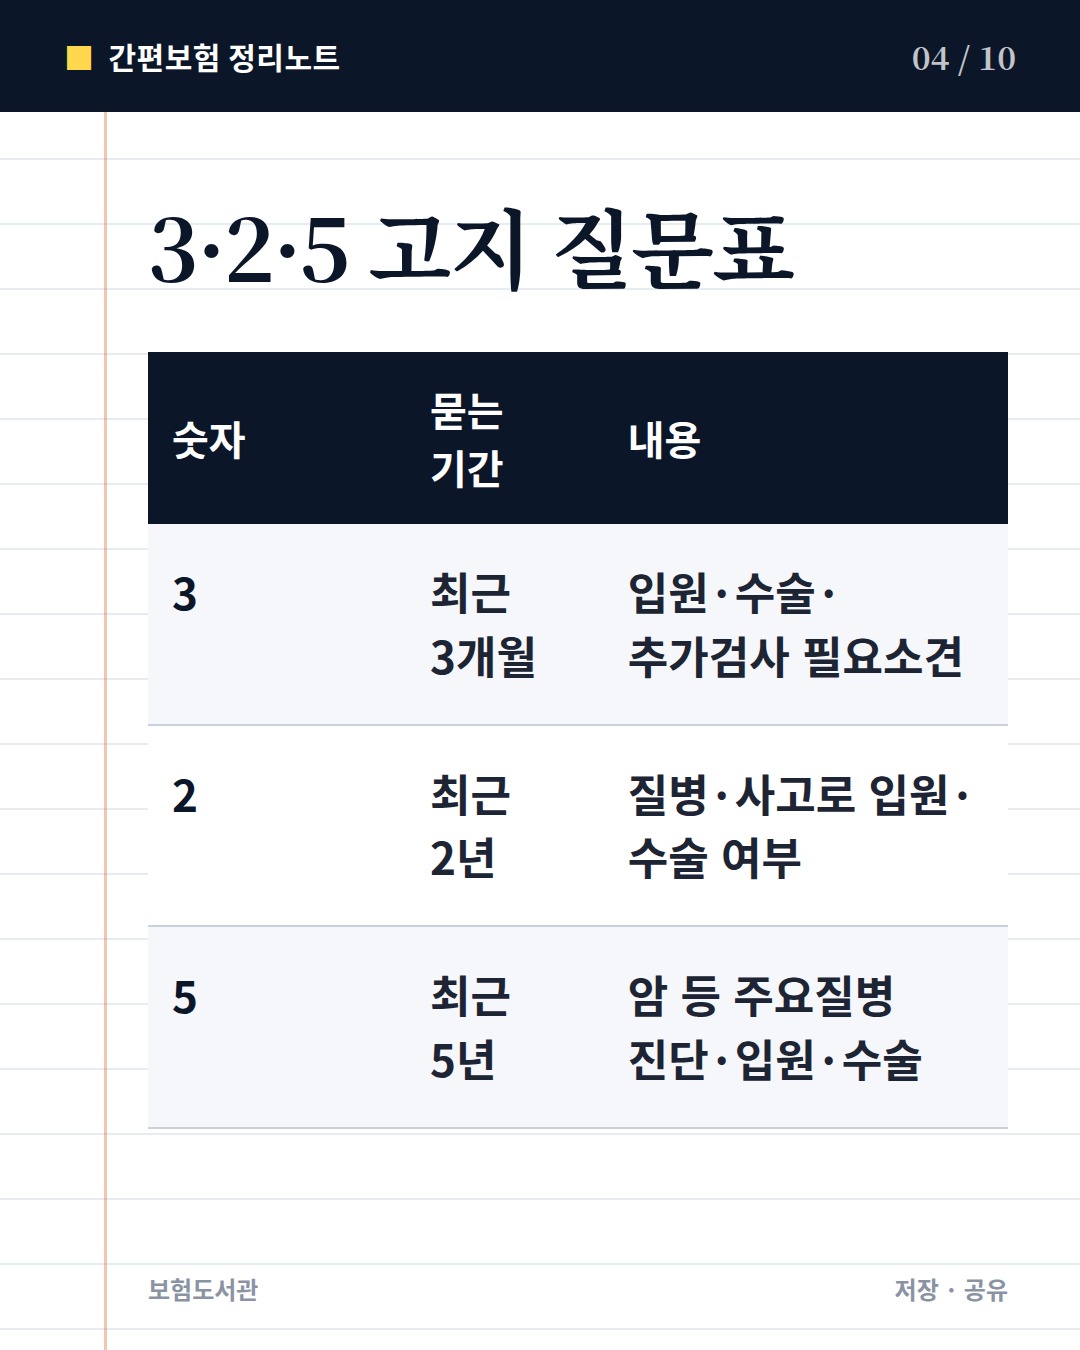 간편보험 정리노트
04 / 10
3·2·5 고지 질문표
숫자
묻는
기간
내용
3
최근
3개월
입원·수술·
추가검사 필요소견
2
최근
2년
질병·사고로 입원·
수술 여부
5
최근
5년
암 등 주요질병
진단·입원·수술
보험도서관
저장 · 공유